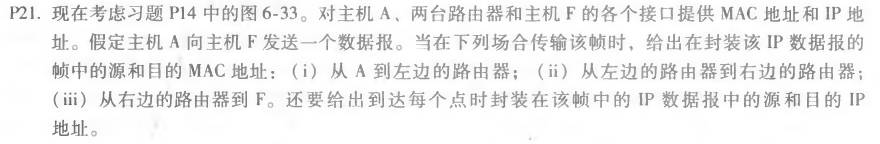 P21. 现在考虑习题 P14 中的图 6-33。对主机 A、两台路由器和主机 F 的各个接口提供 MAC 地址和 IP 地
址。假定主机 A 向主机 F 发送一个数据报。当在下列场合传输该帧时，给出在封装该 IP 数据报的
帧中的源和目的 MAC 地址：（i）从 A 到左边的路由器；（ii）从左边的路由器到右边的路由器；
（iii）从右边的路由器到 F。还要给出到达每个点时封装在该帧中的 IP 数据报中的源和目的 IP
地址。